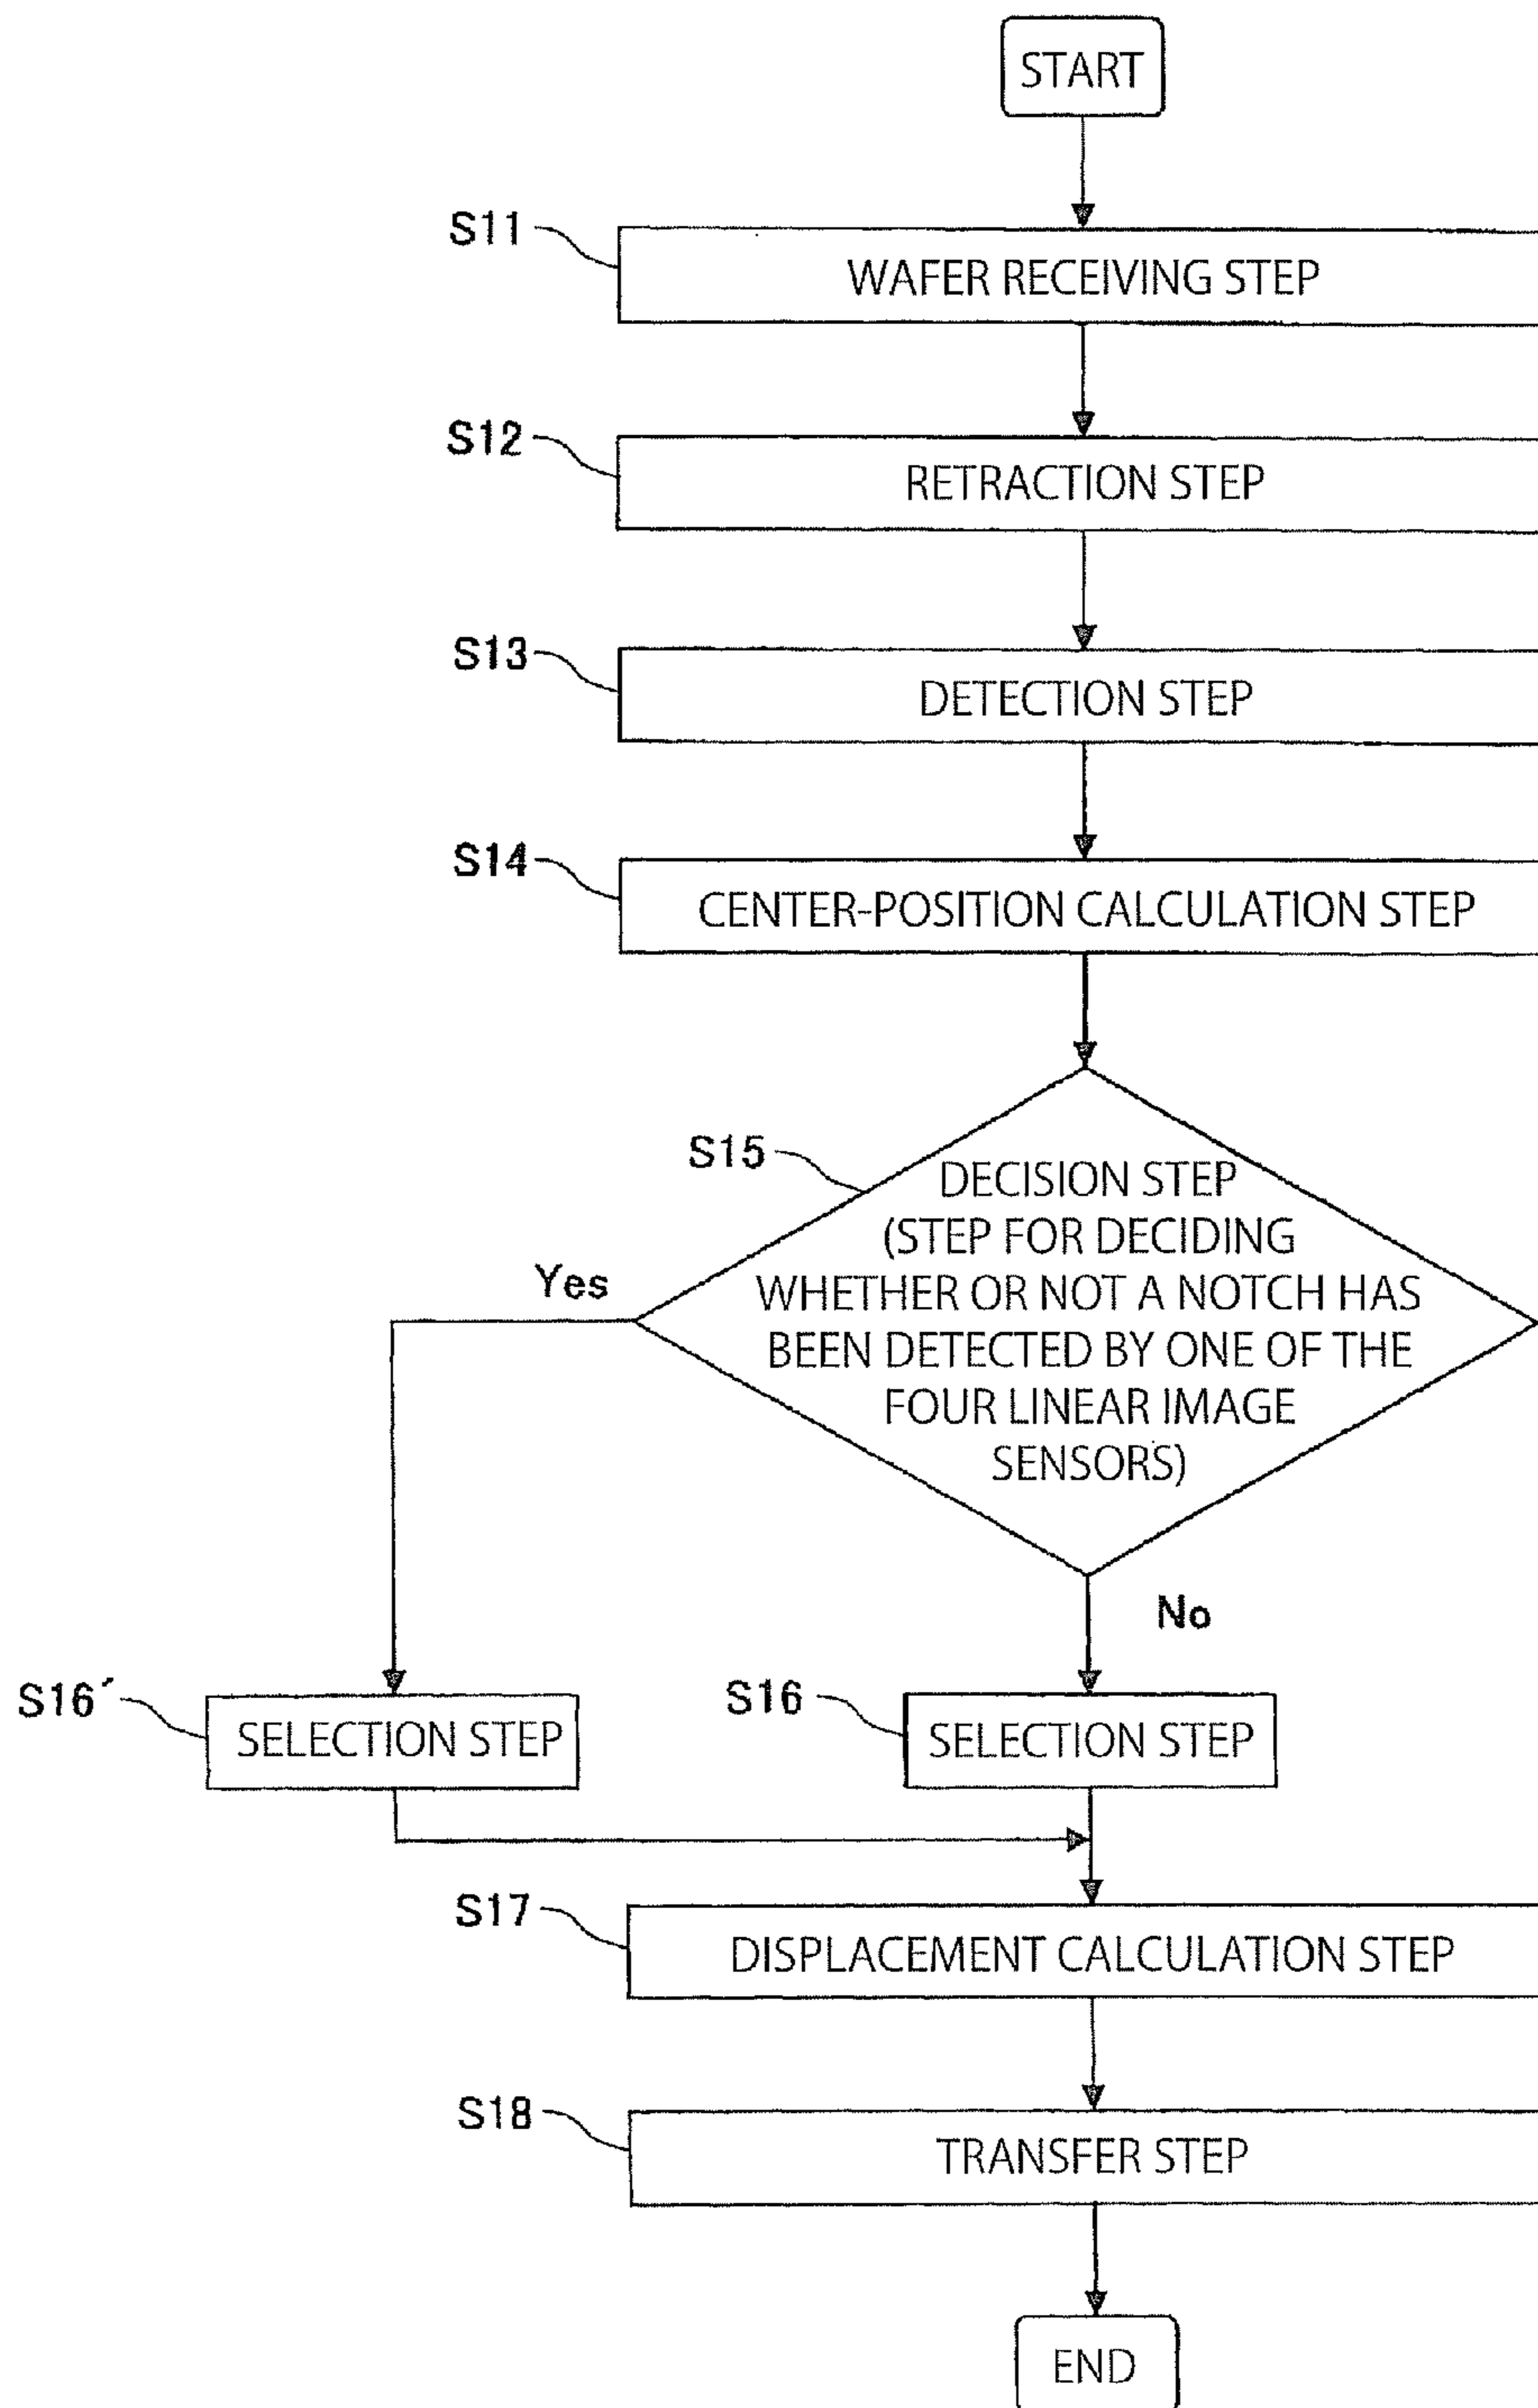 START
S11
WAFER RECEIVING STEP
S12
RETRACTION STEP
S13
DETECTION STEP
S14
CENTER-POSITION CALCULATION STEP
S15
DECISION STEP
(STEP FOR DECIDING
WHETHER OR NOT A NOTCH HAS
BEEN DETECTED BY ONE OF THE
FOUR LINEAR IMAGE
SENSORS)
Yes
No
S16´
SELECTION STEP
S16
SELECTION STEP
S17
DISPLACEMENT CALCULATION STEP
S18
TRANSFER STEP
END